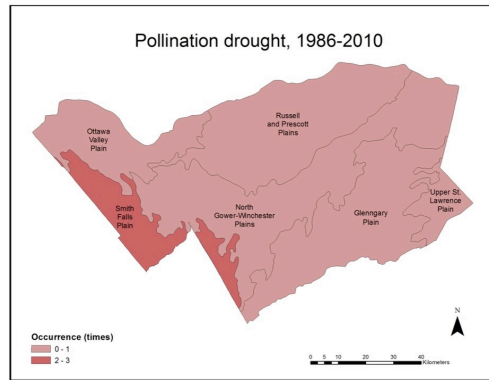 Pollination drought, 1986-2010
Ottawa
Valley
Plain
Russell
and Prescott
Plains
Smith
Falls
Plain
North
Gower-Winchester
Plains
Glenngary
Plain
Upper St.
Lawrence
Plain
N
Occurrence (times)
0 - 1
2 - 3
0 5 10 20 30 40
Kilometers